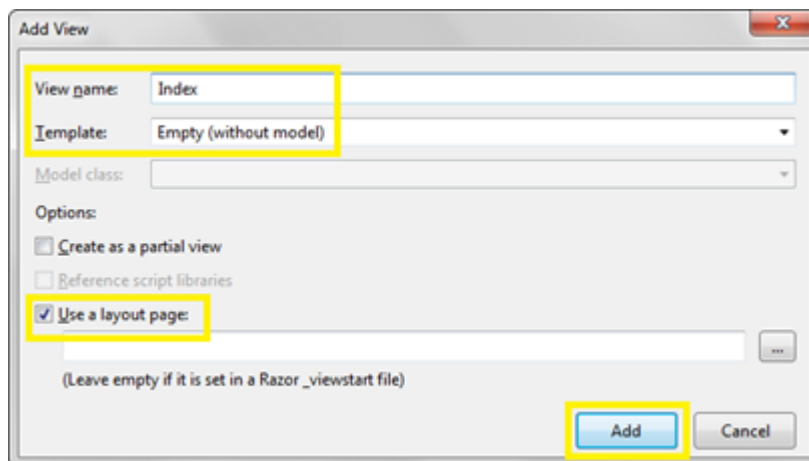 Add View
View name: Index
Template: Empty (without model)
Model class:
Options:
Create as a partial view
Reference script libraries
Use a layout page:
...
(Leave empty if it is set in a Razor _viewstart file)
Add Cancel